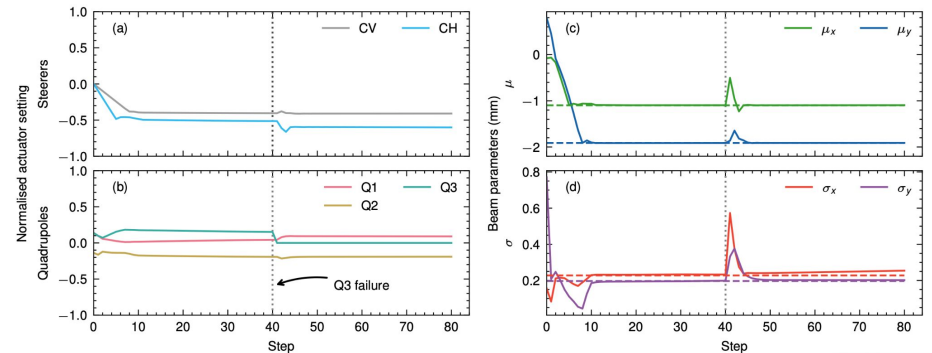 (a)
CV
CH
1.0
0.5
0.0
−0.5
−1.0
Steerers
Normalised actuator setting
(b)
Q1
Q3
Q2
1.0
0.5
0.0
−0.5
−1.0
Quadrupoles
Q3 failure
0
10
20
30
40
50
60
70
80
Step
(c)
μx
μy
0
−1
−2
μ
Beam parameters (mm)
(d)
σx
σy
0.8
0.6
0.4
0.2
σ
0
10
20
30
40
50
60
70
80
Step